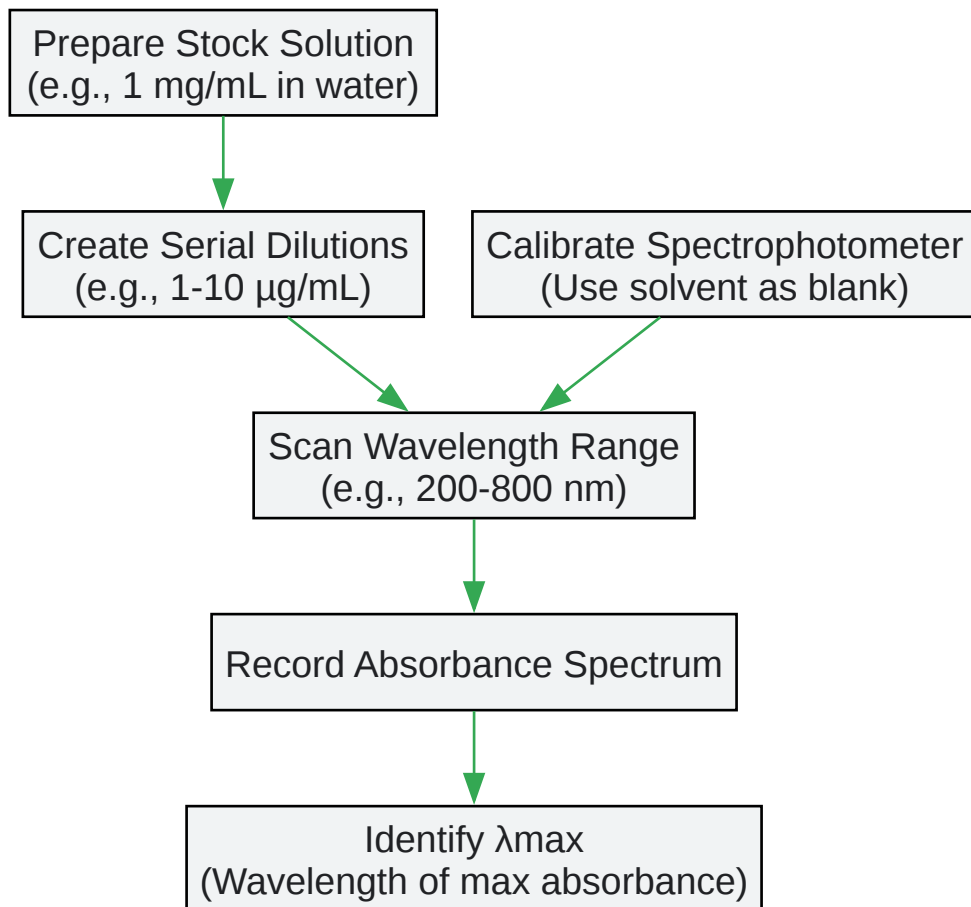 Prepare Stock Solution
(e.g., 1 mg/mL in water)
Create Serial Dilutions
(e.g., 1-10 µg/mL)
Calibrate Spectrophotometer
(Use solvent as blank)
Scan Wavelength Range
(e.g., 200-800 nm)
Record Absorbance Spectrum
Identify λmax
(Wavelength of max absorbance)